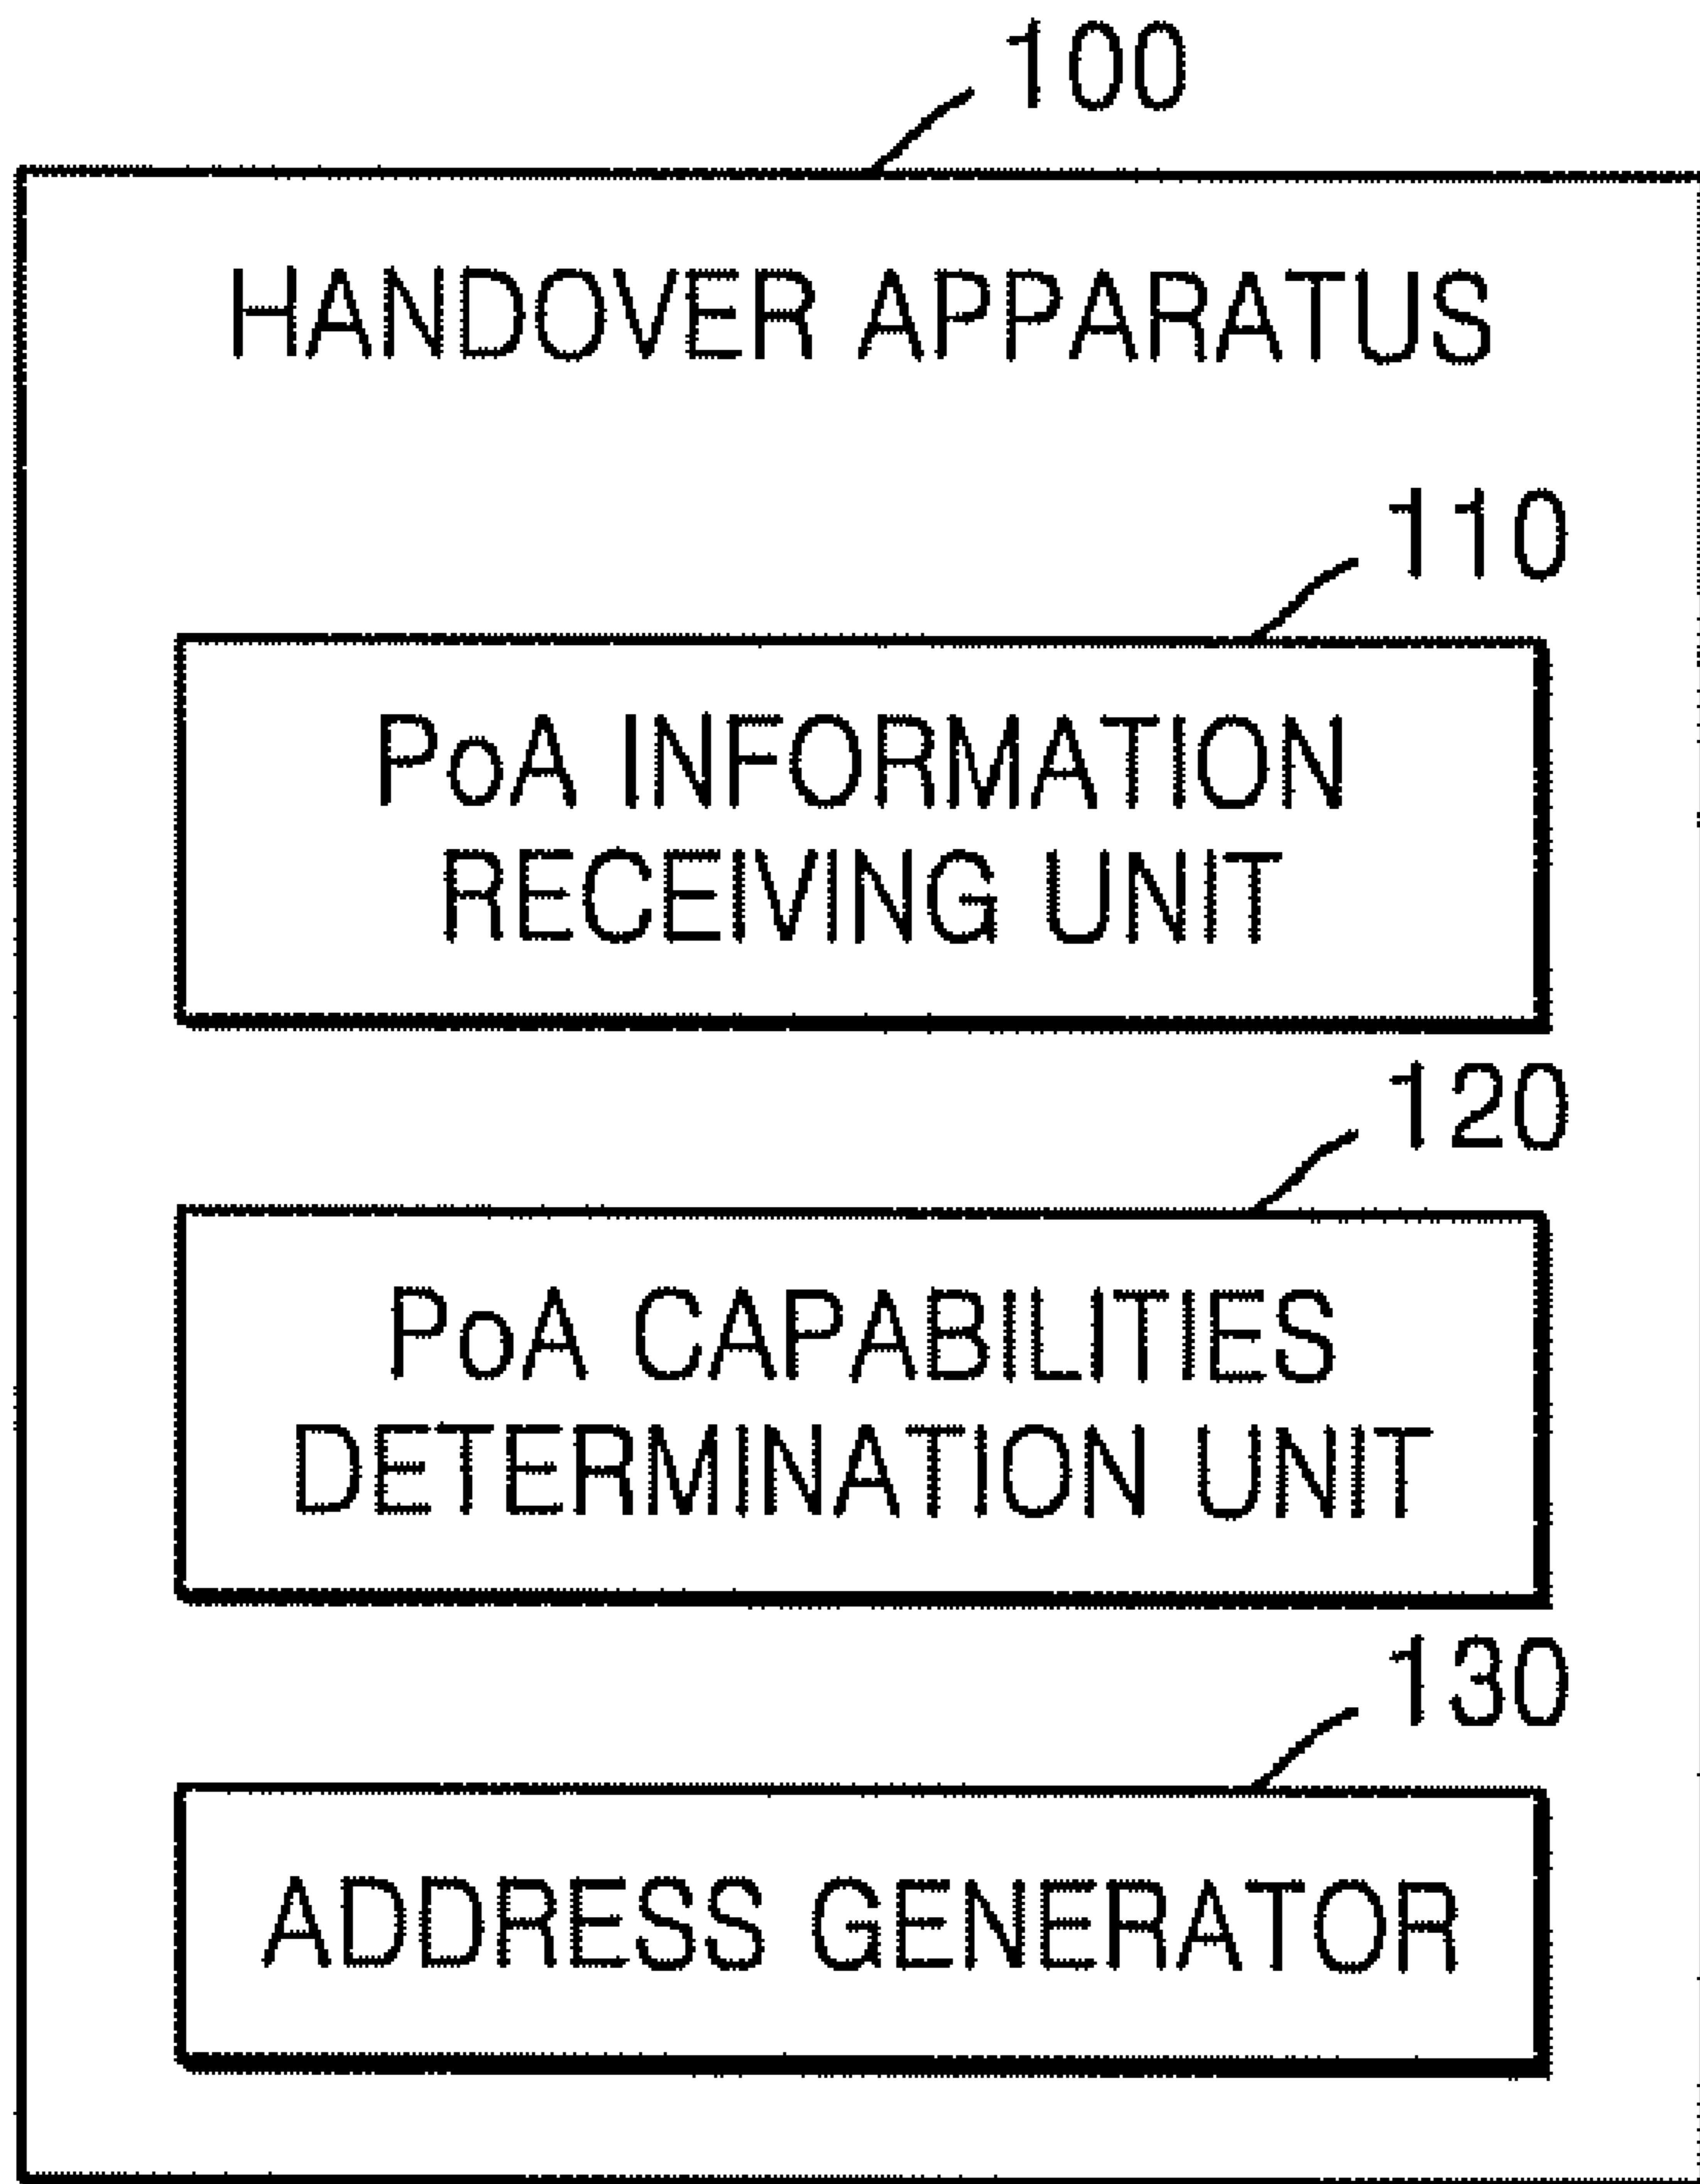 100
HANDOVER APPARATUS
110
PoA INFORMATION
RECEIVING UNIT
120
PoA CAPABILITIES
DETERMINATION UNIT
130
ADDRESS GENERATOR